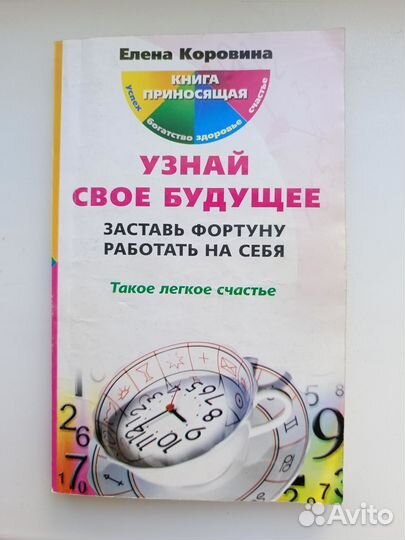 Елена Коровина
КНИГА
ПРИНОСЯЩАЯ
успех
богатство
здоровье
счастье
УЗНАЙ
СВОЕ БУДУЩЕЕ
ЗАСТАВЬ ФОРТУНУ
РАБОТАТЬ НА СЕБЯ
Такое легкое счастье
Avito